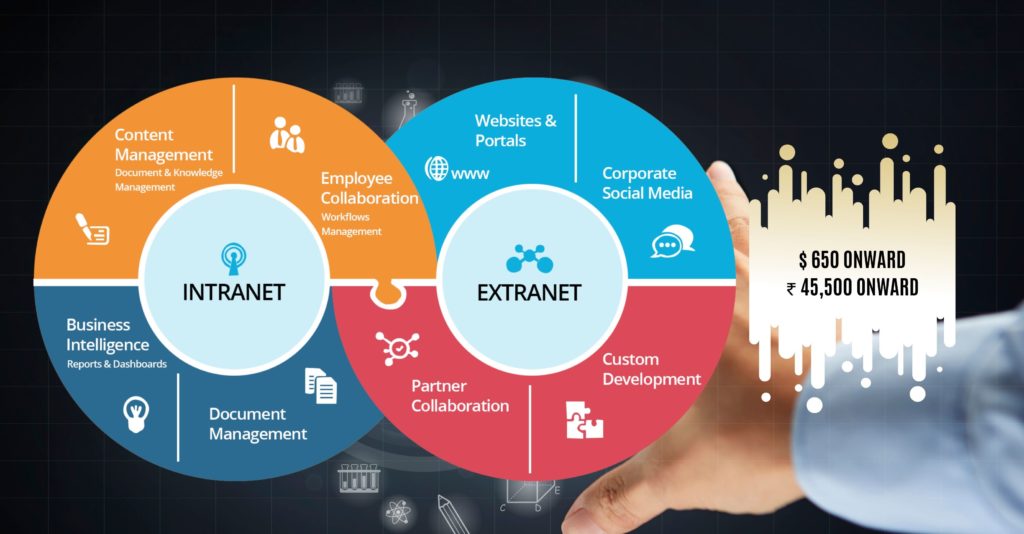 Content
Management
Document & Knowledge
Management
Employee
Collaboration
Workflows
Management
INTRANET
Business
Intelligence
Reports & Dashboards
Document
Management
Websites &
Portals
www
Corporate
Social Media
EXTRANET
Partner
Collaboration
Custom
Development
$ 650 ONWARD
₹ 45,500 ONWARD
C
D
E